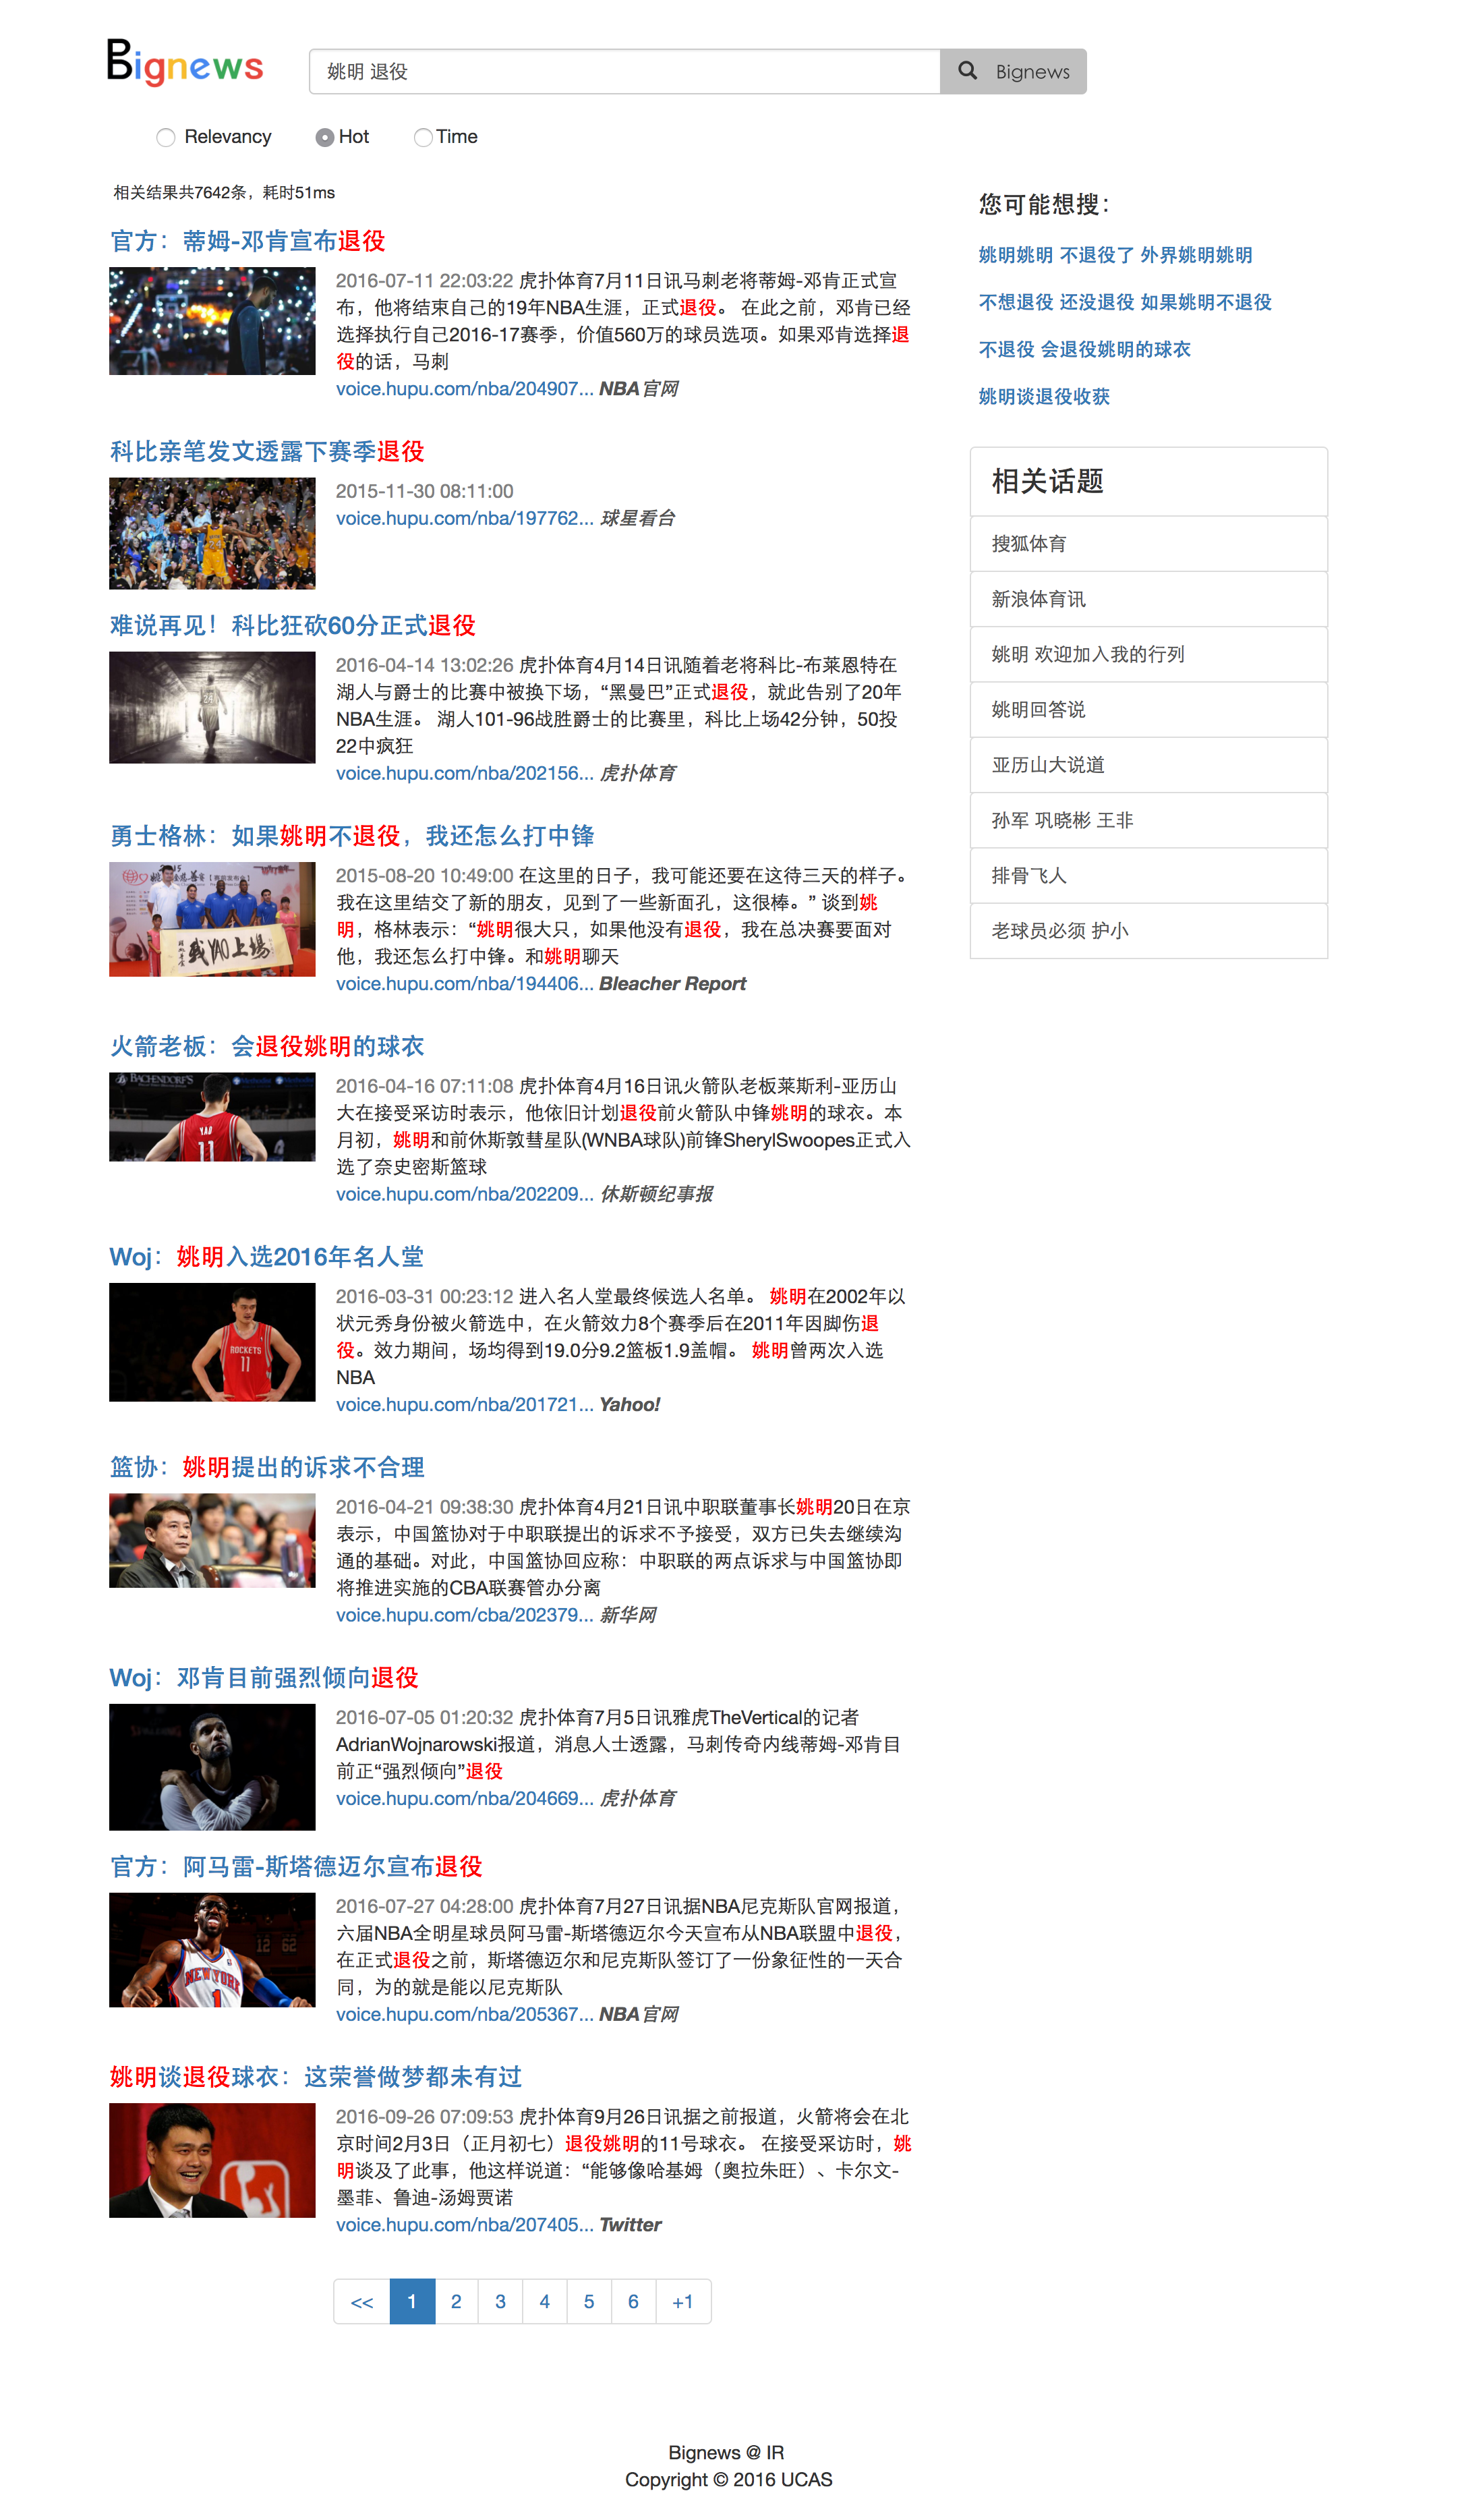 Bignews
姚明 退役
Bignews
Relevancy Hot Time
相关结果共7642条，耗时51ms
官方：蒂姆-邓肯宣布退役
2016-07-11 22:03:22 虎扑体育7月11日讯马刺老将蒂姆-邓肯正式宣
布，他将结束自己的19年NBA生涯，正式退役。 在此之前，邓肯已经
选择执行自己2016-17赛季，价值560万的球员选项。如果邓肯选择退
役的话，马刺
voice.hupu.com/nba/204907... NBA官网
科比亲笔发文透露下赛季退役
2015-11-30 08:11:00
voice.hupu.com/nba/197762... 球星看台
难说再见！科比狂砍60分正式退役
24
2016-04-14 13:02:26 虎扑体育4月14日讯随着老将科比-布莱恩特在
湖人与爵士的比赛中被换下场，“黑曼巴”正式退役，就此告别了20年
NBA生涯。 湖人101-96战胜爵士的比赛里，科比上场42分钟，50投
22中疯狂
voice.hupu.com/nba/202156... 虎扑体育
勇士格林：如果姚明不退役，我还怎么打中锋
2015-08-20 10:49:00 在这里的日子，我可能还要在这待三天的样子。
我在这里结交了新的朋友，见到了一些新面孔，这很棒。” 谈到姚
明，格林表示：“姚明很大只，如果他没有退役，我在总决赛要面对
他，我还怎么打中锋。和姚明聊天
voice.hupu.com/nba/194406... Bleacher Report
火箭老板：会退役姚明的球衣
BACHENDORF'S
YAO
11
2016-04-16 07:11:08 虎扑体育4月16日讯火箭队老板莱斯利-亚历山
大在接受采访时表示，他依旧计划退役前火箭队中锋姚明的球衣。本
月初，姚明和前休斯敦彗星队(WNBA球队)前锋SherylSwoopes正式入
选了奈史密斯篮球
voice.hupu.com/nba/202209... 休斯顿纪事报
Woj：姚明入选2016年名人堂
ROCKETS
11
2016-03-31 00:23:12 进入名人堂最终候选人名单。 姚明在2002年以
状元秀身份被火箭选中，在火箭效力8个赛季后在2011年因脚伤退
役。效力期间，场均得到19.0分9.2篮板1.9盖帽。 姚明曾两次入选
NBA
voice.hupu.com/nba/201721... Yahoo!
篮协：姚明提出的诉求不合理
2016-04-21 09:38:30 虎扑体育4月21日讯中职联董事长姚明20日在京
表示，中国篮协对于中职联提出的诉求不予接受，双方已失去继续沟
通的基础。对此，中国篮协回应称：中职联的两点诉求与中国篮协即
将推进实施的CBA联赛管办分离
voice.hupu.com/cba/202379... 新华网
Woj：邓肯目前强烈倾向退役
2016-07-05 01:20:32 虎扑体育7月5日讯雅虎TheVertical的记者
AdrianWojnarowski报道，消息人士透露，马刺传奇内线蒂姆-邓肯目
前正“强烈倾向”退役
voice.hupu.com/nba/204669... 虎扑体育
官方：阿马雷-斯塔德迈尔宣布退役
12 62
NEW YORK
1
2016-07-27 04:28:00 虎扑体育7月27日讯据NBA尼克斯队官网报道，
六届NBA全明星球员阿马雷-斯塔德迈尔今天宣布从NBA联盟中退役，
在正式退役之前，斯塔德迈尔和尼克斯队签订了一份象征性的一天合
同，为的就是能以尼克斯队
voice.hupu.com/nba/205367... NBA官网
姚明谈退役球衣：这荣誉做梦都未有过
2016-09-26 07:09:53 虎扑体育9月26日讯据之前报道，火箭将会在北
京时间2月3日（正月初七）退役姚明的11号球衣。 在接受采访时，姚
明谈及了此事，他这样说道：“能够像哈基姆（奥拉朱旺）、卡尔文-
墨菲、鲁迪-汤姆贾诺
voice.hupu.com/nba/207405... Twitter
<< 1 2 3 4 5 6 +1
您可能想搜：
姚明姚明 不退役了 外界姚明姚明
不想退役 还没退役 如果姚明不退役
不退役 会退役姚明的球衣
姚明谈退役收获
相关话题
搜狐体育
新浪体育讯
姚明 欢迎加入我的行列
姚明回答说
亚历山大说道
孙军 巩晓彬 王非
排骨飞人
老球员必须 护小
Bignews @ IR
Copyright © 2016 UCAS